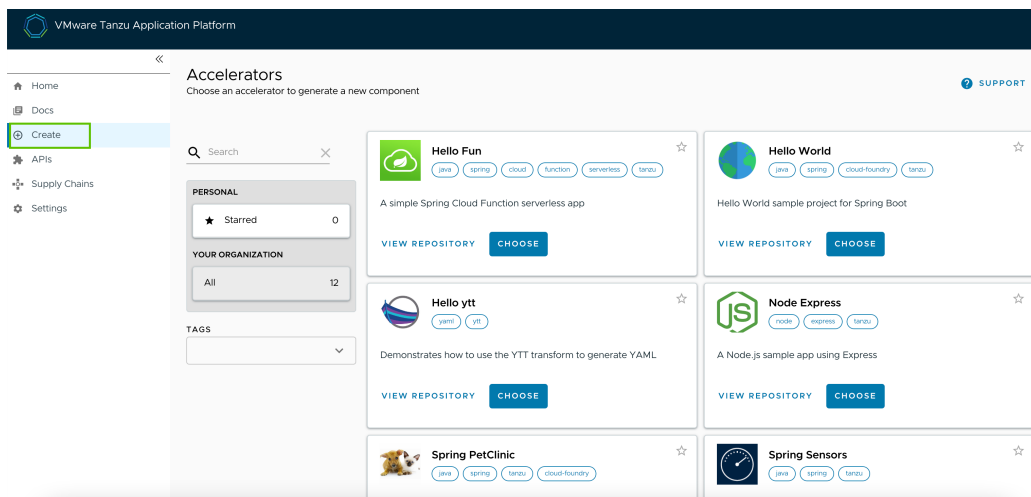 VMware Tanzu Application Platform
«
Home
Docs
Create
APIs
Supply Chains
Settings
Accelerators
Choose an accelerator to generate a new component
? SUPPORT
Search
PERSONAL
Starred 0
YOUR ORGANIZATION
All 12
TAGS
Hello Fun
java spring cloud function serverless tanzu
A simple Spring Cloud Function serverless app
VIEW REPOSITORY CHOOSE
Hello World
java spring cloud-foundry tanzu
Hello World sample project for Spring Boot
VIEW REPOSITORY CHOOSE
Hello ytt
yaml ytt
Demonstrates how to use the YTT transform to generate YAML
VIEW REPOSITORY CHOOSE
JS
Node Express
node express tanzu
A Node.js sample app using Express
VIEW REPOSITORY CHOOSE
Spring PetClinic
java spring tanzu cloud-foundry
Spring Sensors
java spring tanzu